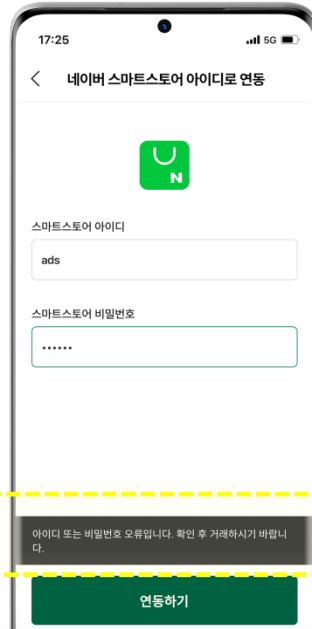 17:25
5G
네이버 스마트스토어 아이디로 연동
N
스마트스토어 아이디
ads
스마트스토어 비밀번호
••••••
아이디 또는 비밀번호 오류입니다. 확인 후 거래하시기 바랍니
다.
연동하기